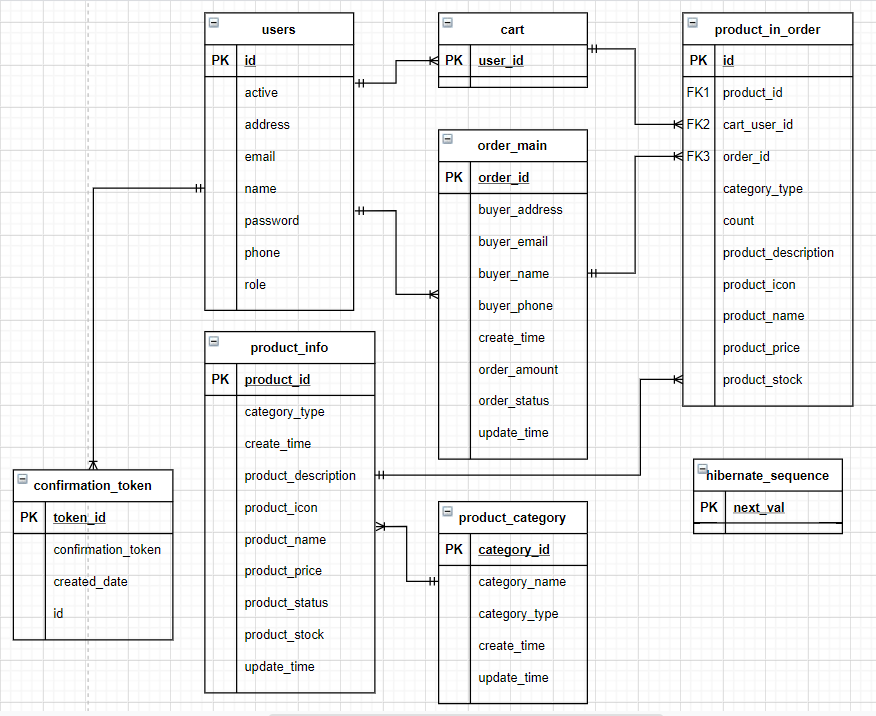 users
PK id
active
address
email
name
password
phone
role
cart
PK user_id
product_in_order
PK id
FK1 product_id
FK2 cart_user_id
FK3 order_id
category_type
count
product_description
product_icon
product_name
product_price
product_stock
order_main
PK order_id
buyer_address
buyer_email
buyer_name
buyer_phone
create_time
order_amount
order_status
update_time
product_info
PK product_id
category_type
create_time
product_description
product_icon
product_name
product_price
product_status
product_stock
update_time
confirmation_token
PK token_id
confirmation_token
created_date
id
product_category
PK category_id
category_name
category_type
create_time
update_time
hibernate_sequence
PK next_val